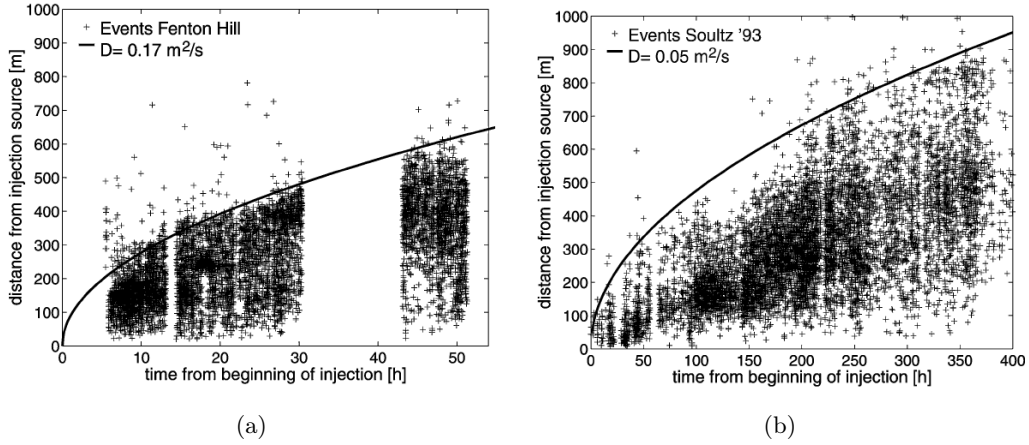 1000
900
800
700
600
500
400
300
200
100
0
distance from injection source [m]
+ Events Fenton Hill
D= 0.17 m²/s
0 10 20 30 40 50
time from beginning of injection [h]
(a)
1000
900
800
700
600
500
400
300
200
100
0
distance from injection source [m]
+ Events Soultz '93
D= 0.05 m²/s
0 50 100 150 200 250 300 350 400
time from beginning of injection [h]
(b)